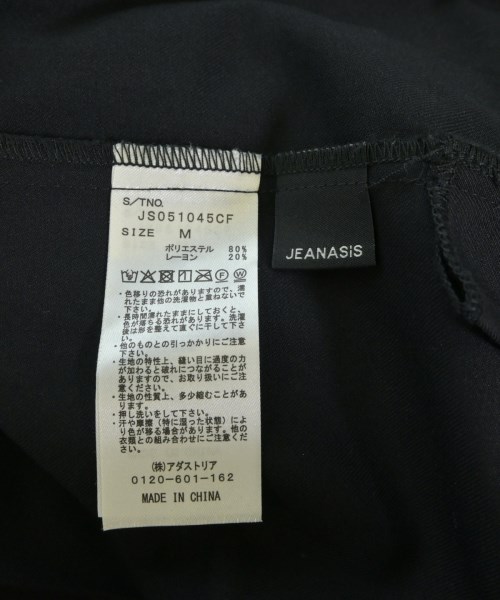 S/TNO.
JS051045CF
SIZE M
ポリエステル 80%
レーヨン 20%
・色移りの恐れがありますので、濡
れたまま他の洗濯物と重ねないで
下さい。
・長時間濡れたままにしておくと、
色が落ちる恐れがあります。洗濯
後は形を整えて直ぐに干して下さ
い。
・他のものとの引っかかりにご注意
下さい。
・生地の特性上、縫い目に過度の力
が加わると破れにつながることが
ありますので、お取り扱いにご注
意ください。
・生地の性質上、多少縮むことがあ
ります。
・押し洗いをして下さい。
・汗や摩擦（特に湿った状態）によ
り色が移る場合があります。他の
衣類との組み合わせにご注意下さ
い。
(株)アダストリア
0120-601-162
MADE IN CHINA
JEANASiS